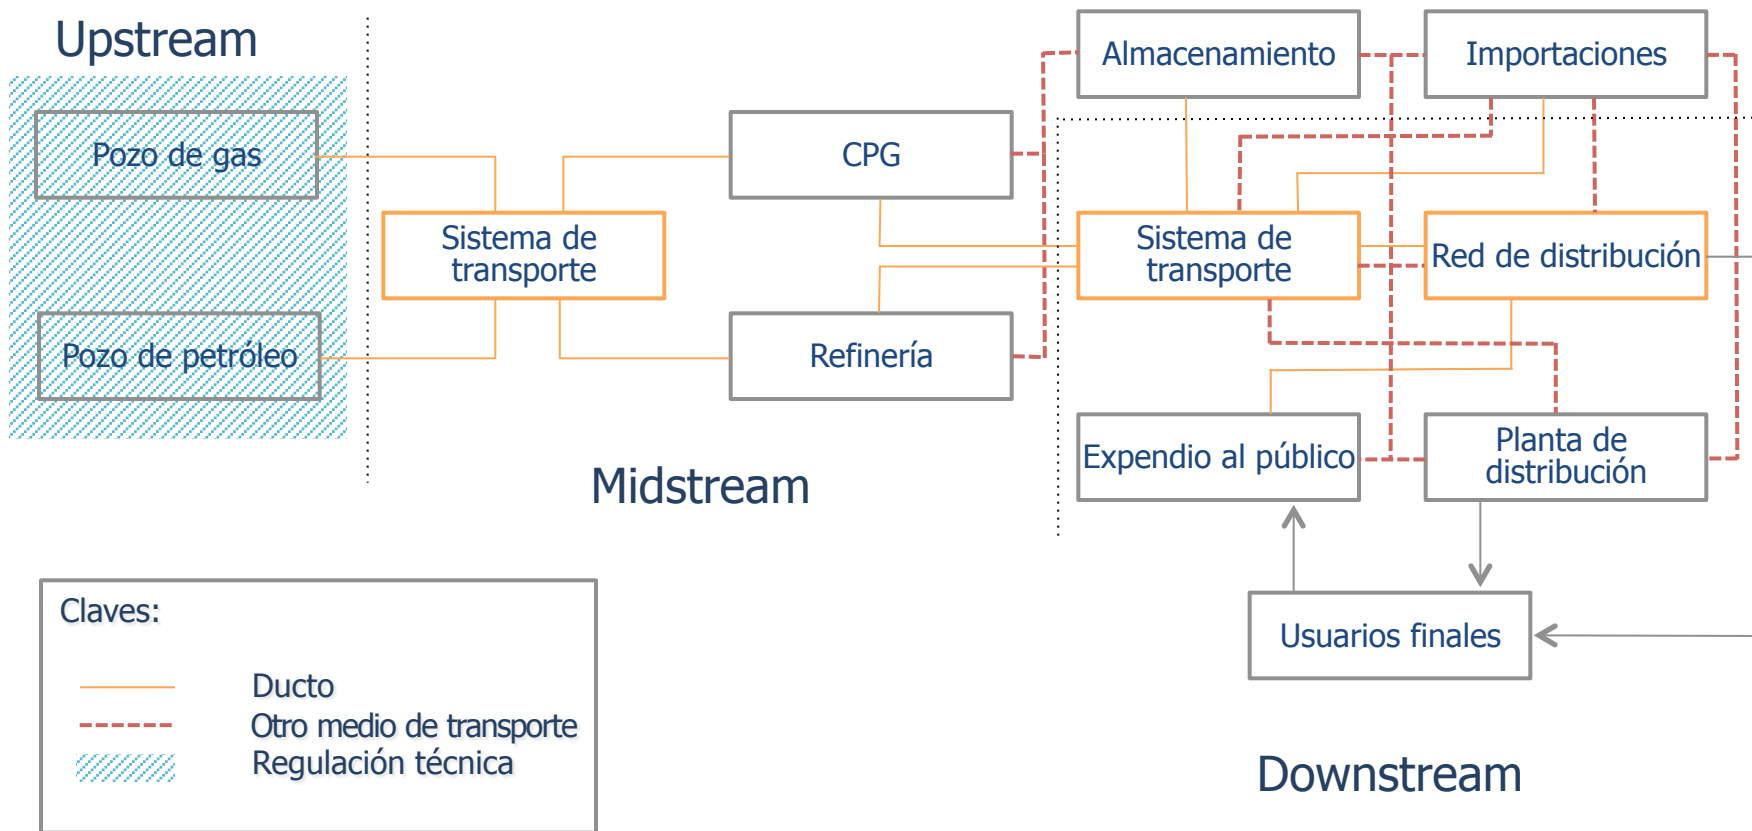 Upstream
Almacenamiento
Importaciones
Pozo de gas
CPG
Sistema de
transporte
Sistema de
transporte
Red de distribución
Pozo de petróleo
Refinería
Expendio al público
Planta de
distribución
Midstream
Claves:
Usuarios finales
Ducto
Otro medio de transporte
Regulación técnica
Downstream